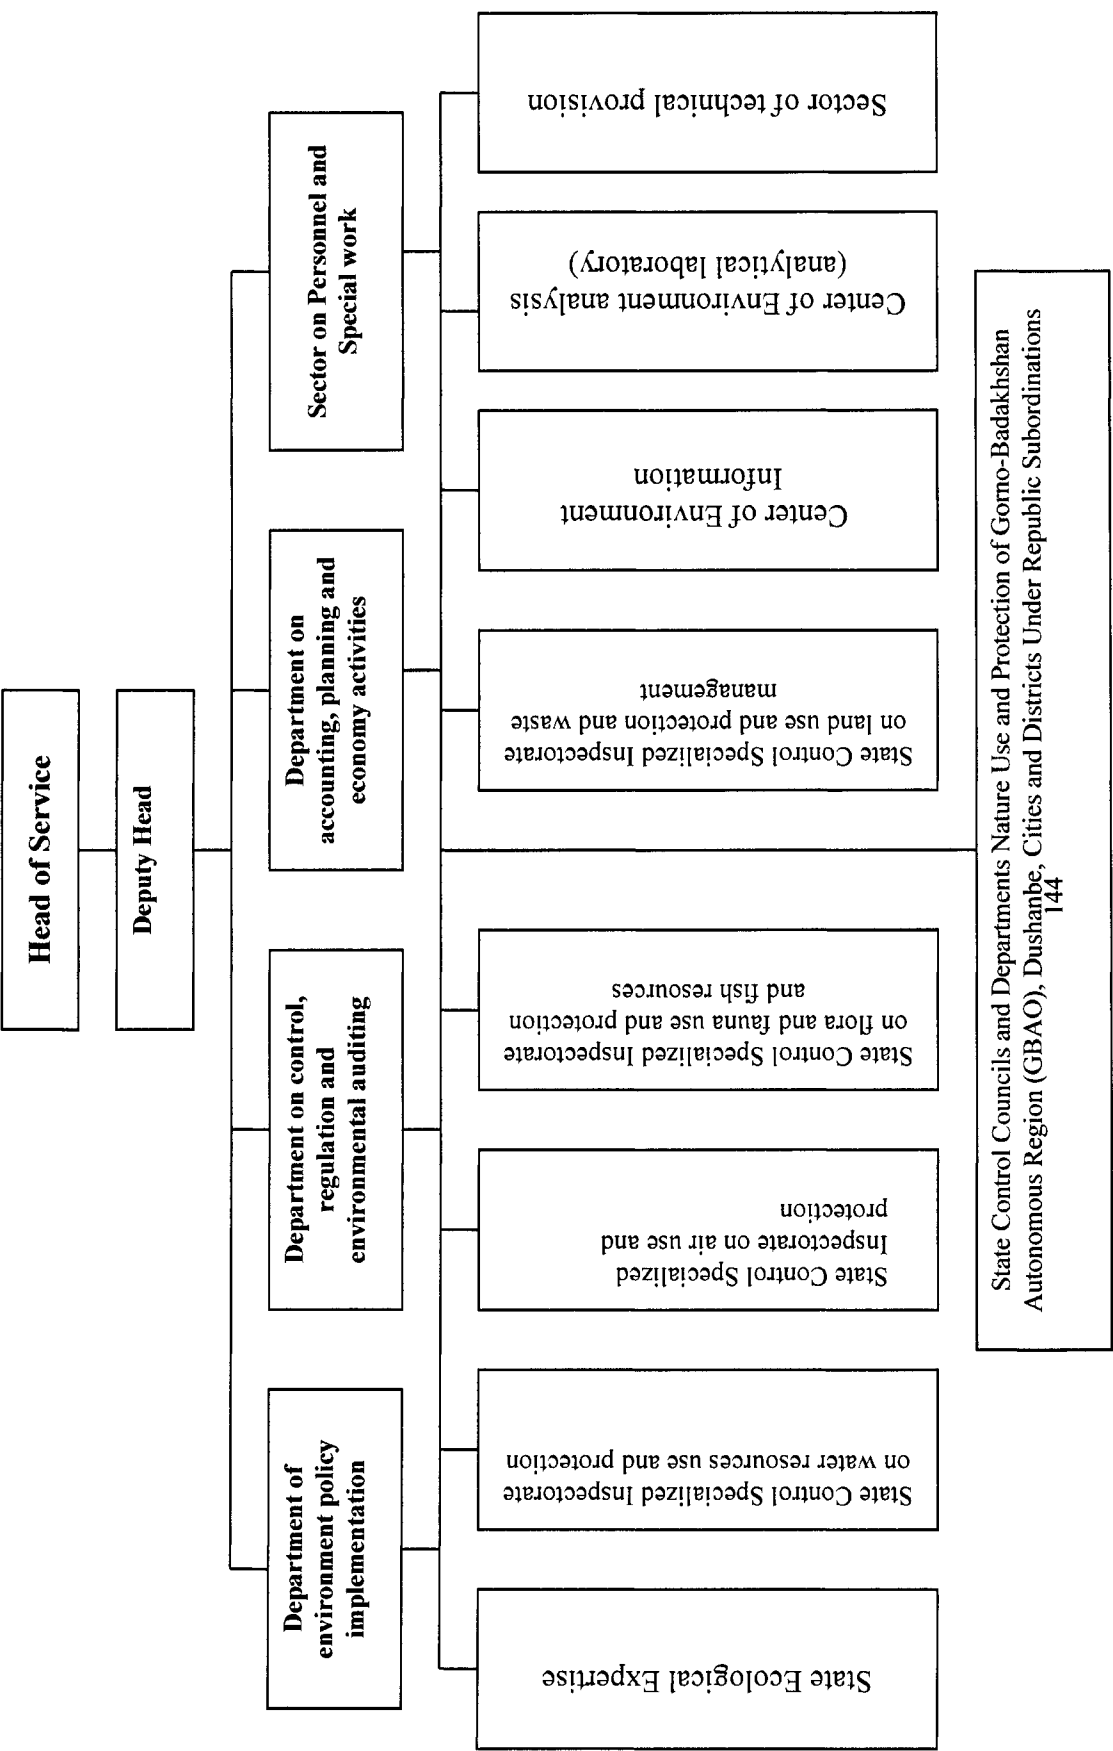 Head of Service
Deputy Head
Department of
environment policy
implementation
Department on control,
regulation and
environmental auditing
Department on
accounting, planning and
economy activities
Sector on Personnel and
Special work
State Ecological Expertise
State Control Specialized Inspectorate
on water resources use and protection
State Control Specialized
Inspectorate on air use and
protection
State Control Specialized Inspectorate
on flora and fauna use and protection
and fish resources
State Control Specialized Inspectorate
on land use and protection and waste
management
Center of Environment
Information
Center of Environment analysis
(analytical laboratory)
Sector of technical provision
State Control Councils and Departments Nature Use and Protection of Gorno-Badakhshan
Autonomous Region (GBAO), Dushanbe, Cities and Districts Under Republic Subordinations
144